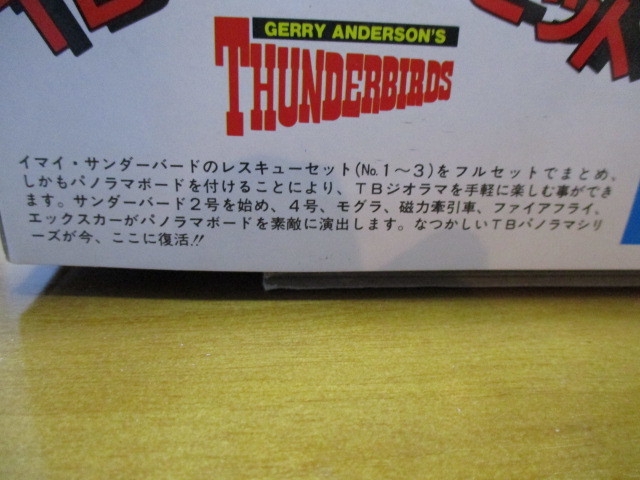 GERRY ANDERSON'S
THUNDERBIRDS
イマイ・サンダーバードのレスキューセット(No.1〜3)をフルセットでまとめ、
しかもパノラマボードを付けることにより、TBジオラマを手軽に楽しむ事ができ
ます。サンダーバード2号を始め、4号、モグラ、磁力牽引車、ファイアフライ、
エックスカーがパノラマボードを素敵に演出します。なつかしいTBパノラマシリ
ーズが今、ここに復活!!